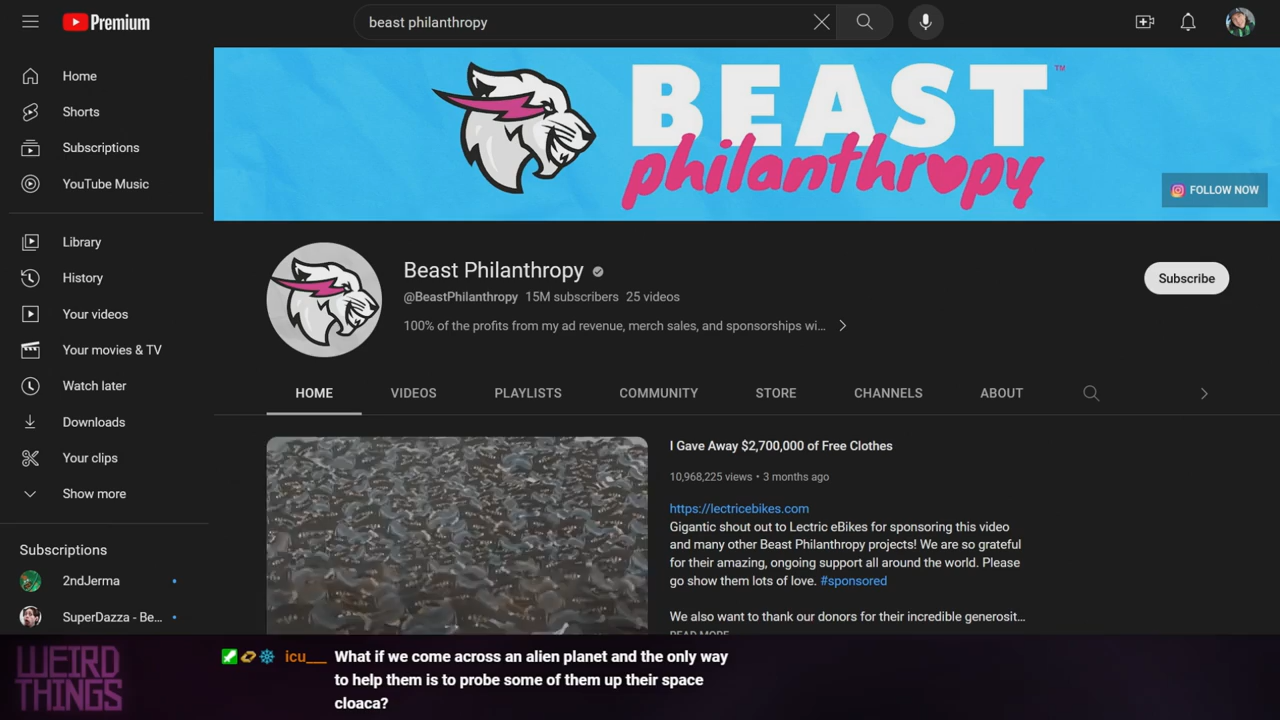 Premium
beast philanthropy
Home
Shorts
Subscriptions
YouTube Music
Library
History
Your videos
Your movies & TV
Watch later
Downloads
Your clips
Show more
Subscriptions
2ndJerma
SuperDazza - Be...
BEAST™
philanthropy
FOLLOW NOW
Beast Philanthropy
@BeastPhilanthropy 15M subscribers 25 videos
100% of the profits from my ad revenue, merch sales, and sponsorships wi...
Subscribe
HOME VIDEOS PLAYLISTS COMMUNITY STORE CHANNELS ABOUT
I Gave Away $2,700,000 of Free Clothes
10,968,225 views • 3 months ago
https://lectricebikes.com
Gigantic shout out to Lectric eBikes for sponsoring this video
and many other Beast Philanthropy projects! We are so grateful
for their amazing, ongoing support all around the world. Please
go show them lots of love. #sponsored
We also want to thank our donors for their incredible generosit...
READ MORE
WEIRD
THINGS
icu___ What if we come across an alien planet and the only way
to help them is to probe some of them up their space
cloaca?